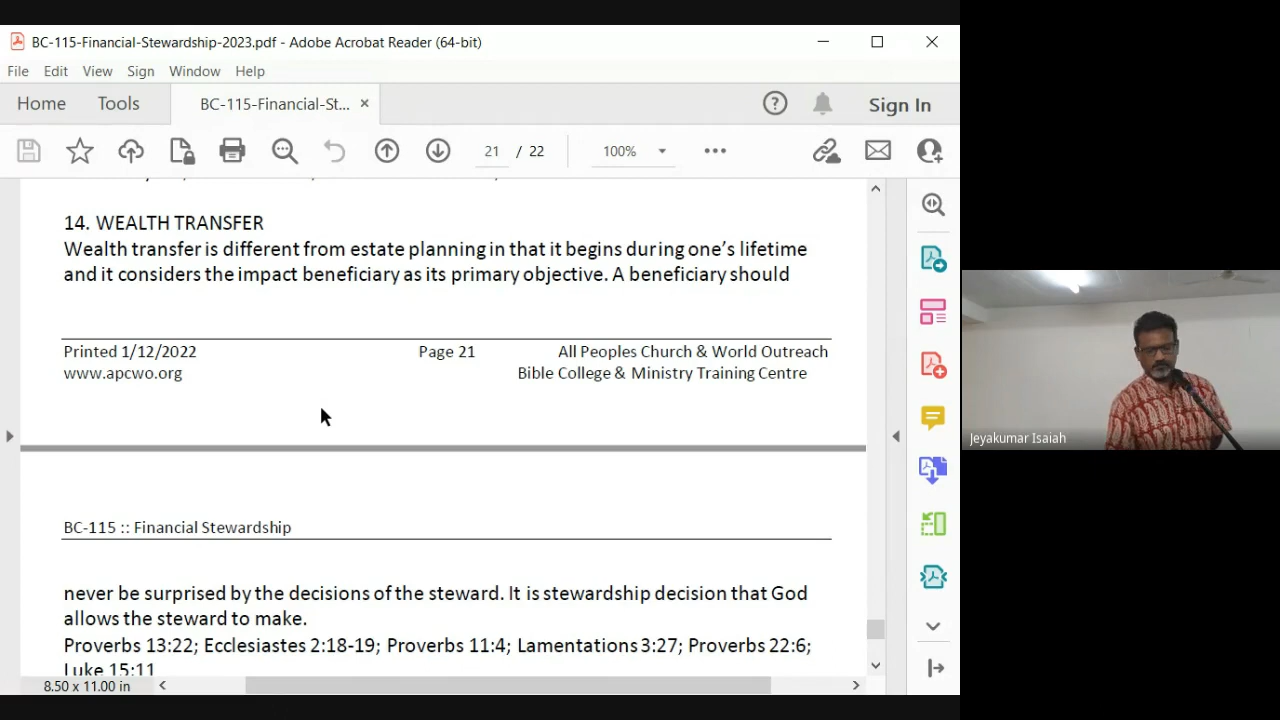 BC-115-Financial-Stewardship-2023.pdf - Adobe Acrobat Reader (64-bit)
File Edit View Sign Window Help
Home Tools BC-115-Financial-St... × Sign In
21 / 22 100%
14. WEALTH TRANSFER
Wealth transfer is different from estate planning in that it begins during one's lifetime
and it considers the impact beneficiary as its primary objective. A beneficiary should
Printed 1/12/2022 Page 21 All Peoples Church & World Outreach
www.apcwo.org Bible College & Ministry Training Centre
Jeyakumar Isaiah
BC-115 :: Financial Stewardship
never be surprised by the decisions of the steward. It is stewardship decision that God
allows the steward to make.
Proverbs 13:22; Ecclesiastes 2:18-19; Proverbs 11:4; Lamentations 3:27; Proverbs 22:6;
Luke 15:11
8.50 x 11.00 in